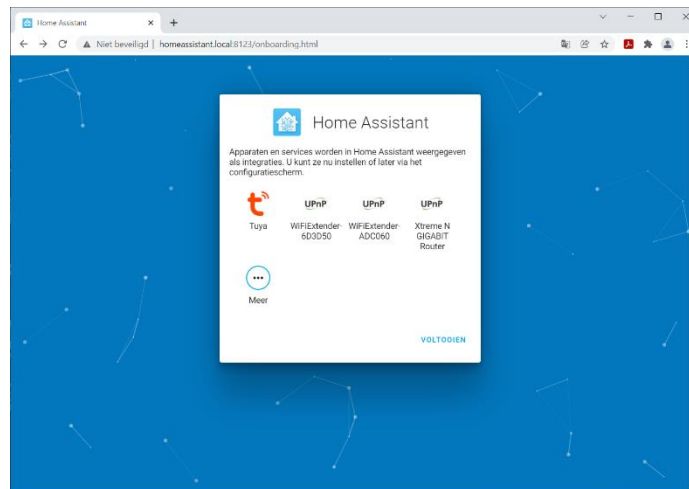 Home Assistant
Niet beveiligd | homeassistant.local:8123/onboarding.html
Home Assistant
Apparaten en services worden in Home Assistant weergegeven
als integraties. U kunt ze nu instellen of later via het
configuratiescherm.
UPnP UPnP UPnP
Tuya WiFiExtender- WiFiExtender- Xtreme N
6D3D50 ADC060 GIGABIT
Router
Meer
VOLTOOIEN